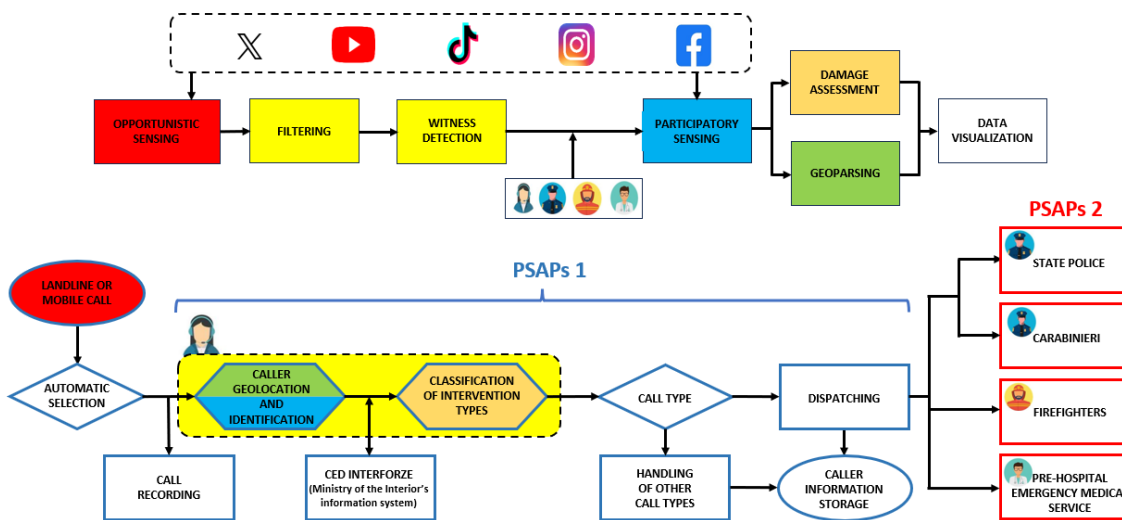 OPPORTUNISTIC
SENSING
FILTERING
WITNESS
DETECTION
PARTICIPATORY
SENSING
DAMAGE
ASSESSMENT
GEOPARSING
DATA
VISUALIZATION
PSAPs 1
PSAPs 2
LANDLINE OR
MOBILE CALL
AUTOMATIC
SELECTION
CALL
RECORDING
CALLER
GEOLOCATION
AND
IDENTIFICATION
CED INTERFORZE
(Ministry of the Interior's
information system)
CLASSIFICATION
OF INTERVENTION
TYPES
CALL TYPE
HANDLING
OF OTHER
CALL TYPES
DISPATCHING
CALLER
INFORMATION
STORAGE
STATE POLICE
CARABINIERI
FIREFIGHTERS
PRE-HOSPITAL
EMERGENCY MEDICAL
SERVICE